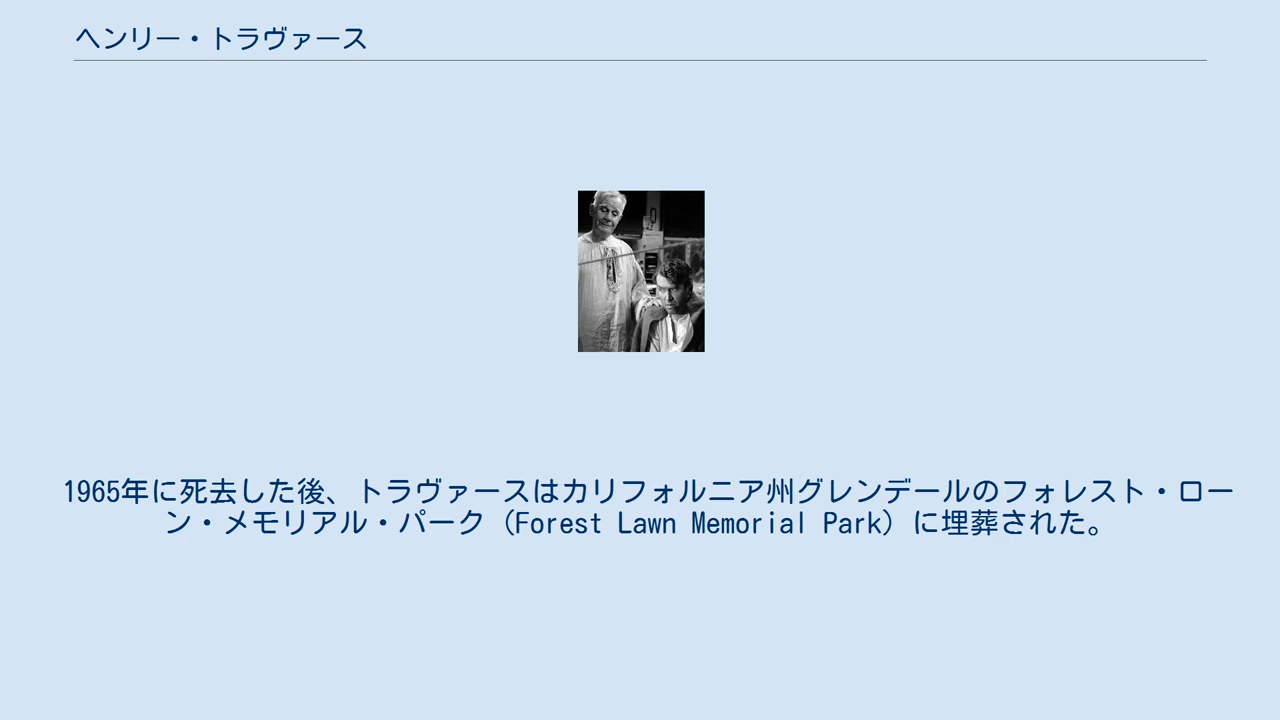 ヘンリー・トラヴァース
1965年に死去した後、トラヴァースはカリフォルニア州グレンデールのフォレスト・ロー
ン・メモリアル・パーク（Forest Lawn Memorial Park）に埋葬された。